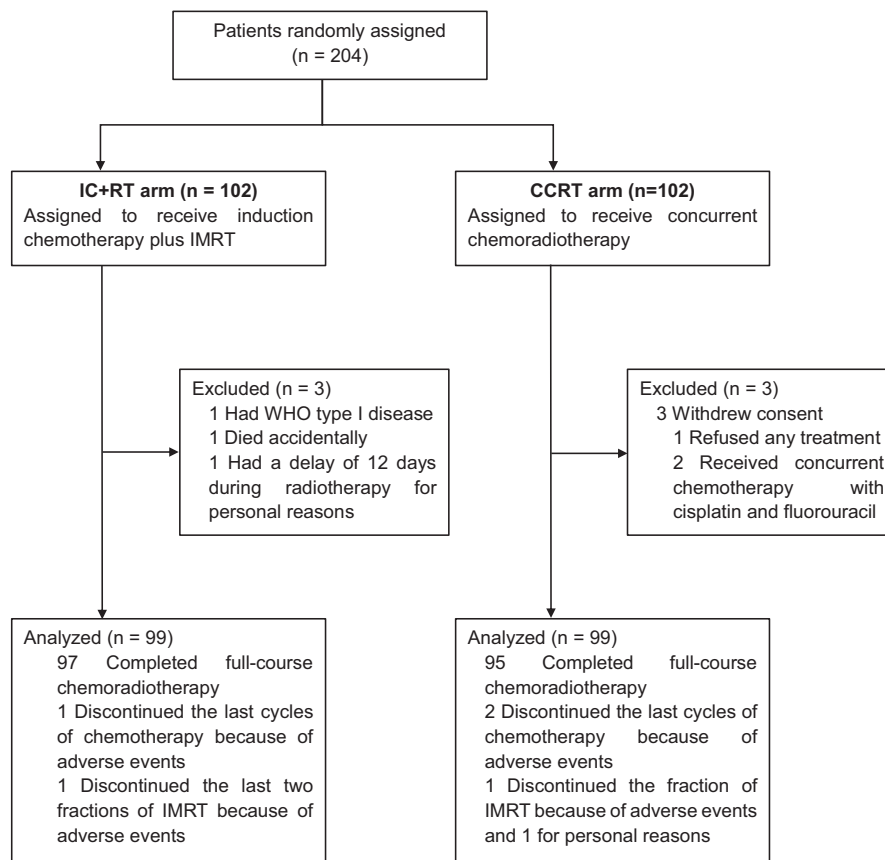 Patients randomly assigned
(n = 204)
IC+RT arm (n = 102)
Assigned to receive induction
chemotherapy plus IMRT
CCRT arm (n=102)
Assigned to receive concurrent
chemoradiotherapy
Excluded (n = 3)
1 Had WHO type I disease
1 Died accidentally
1 Had a delay of 12 days
during radiotherapy for
personal reasons
Excluded (n = 3)
3 Withdrew consent
1 Refused any treatment
2 Received concurrent
chemotherapy with
cisplatin and fluorouracil
Analyzed (n = 99)
97 Completed full-course
chemoradiotherapy
1 Discontinued the last cycles
of chemotherapy because of
adverse events
1 Discontinued the last two
fractions of IMRT because of
adverse events
Analyzed (n = 99)
95 Completed full-course
chemoradiotherapy
2 Discontinued the last cycles of
chemotherapy because of
adverse events
1 Discontinued the fraction of
IMRT because of adverse events
and 1 for personal reasons